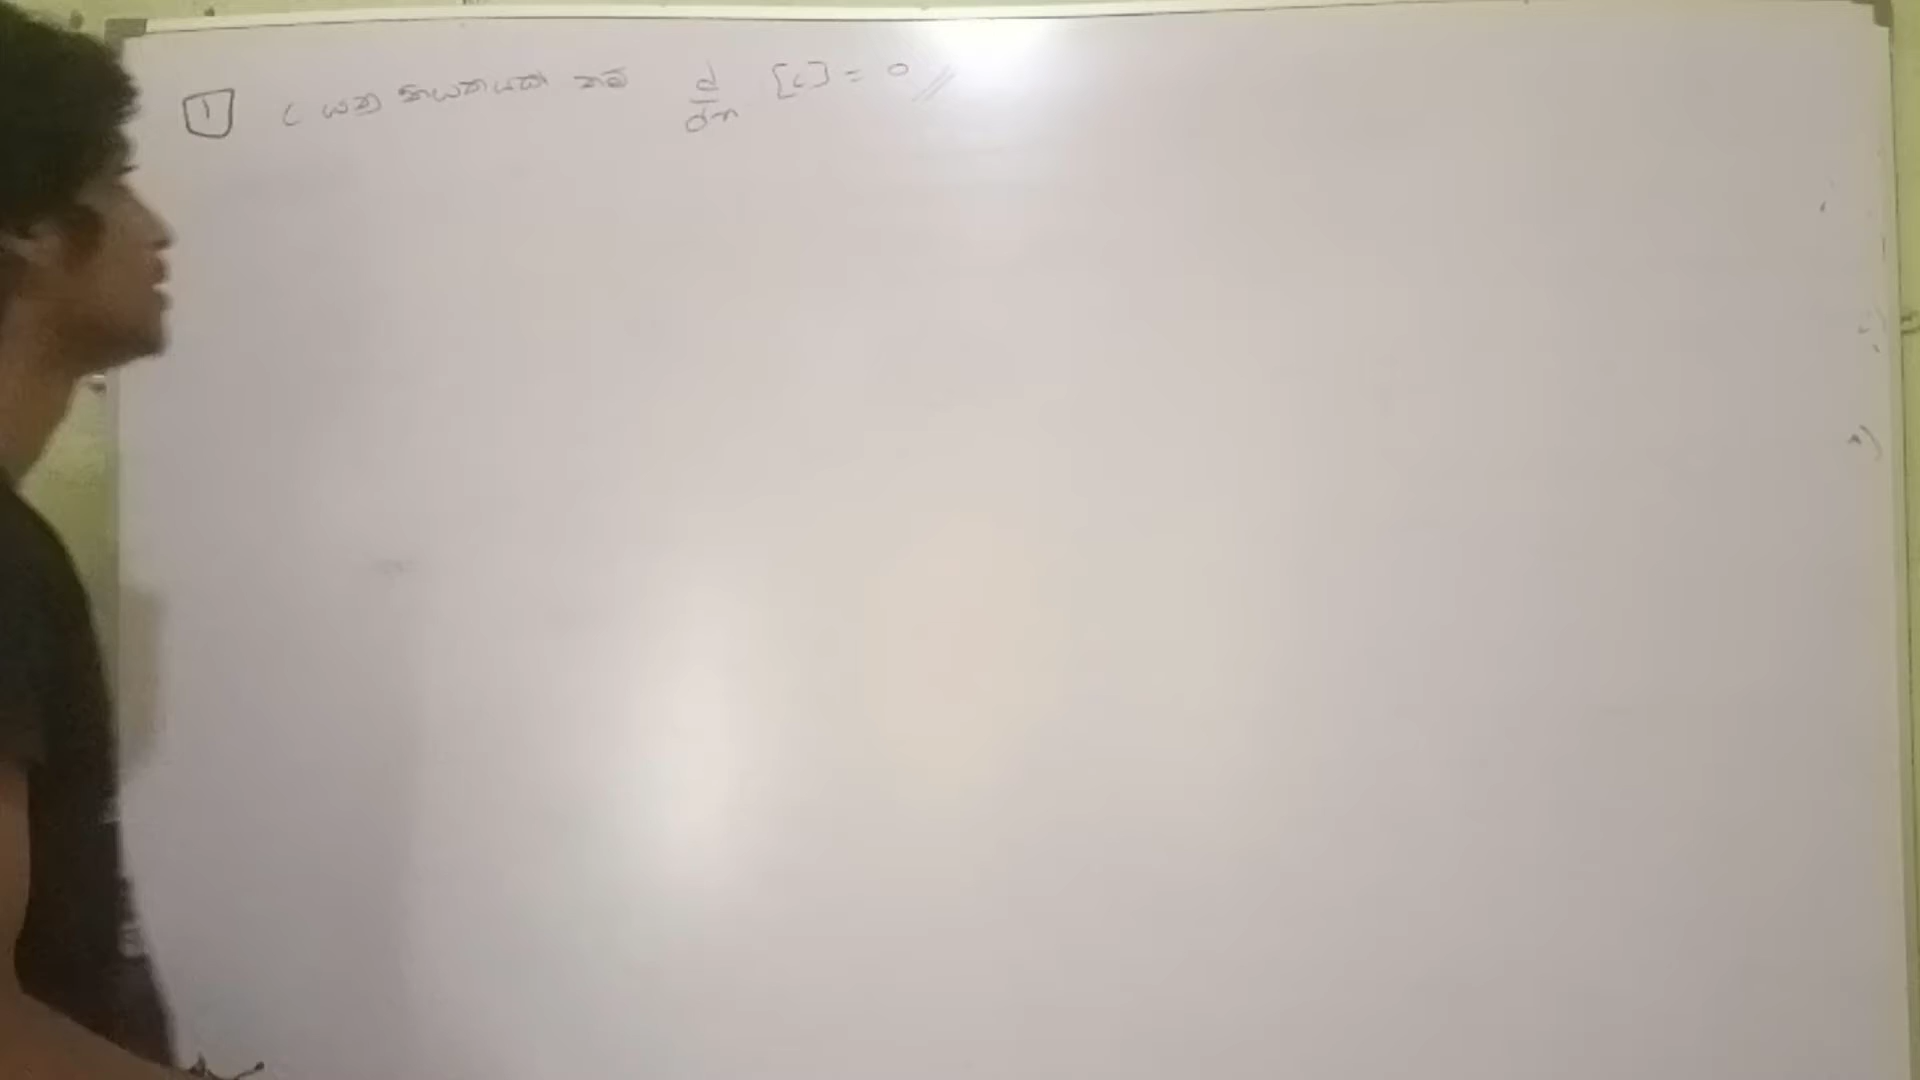 1 C යනු නියතයක් නම් d/dx [C] = 0 //